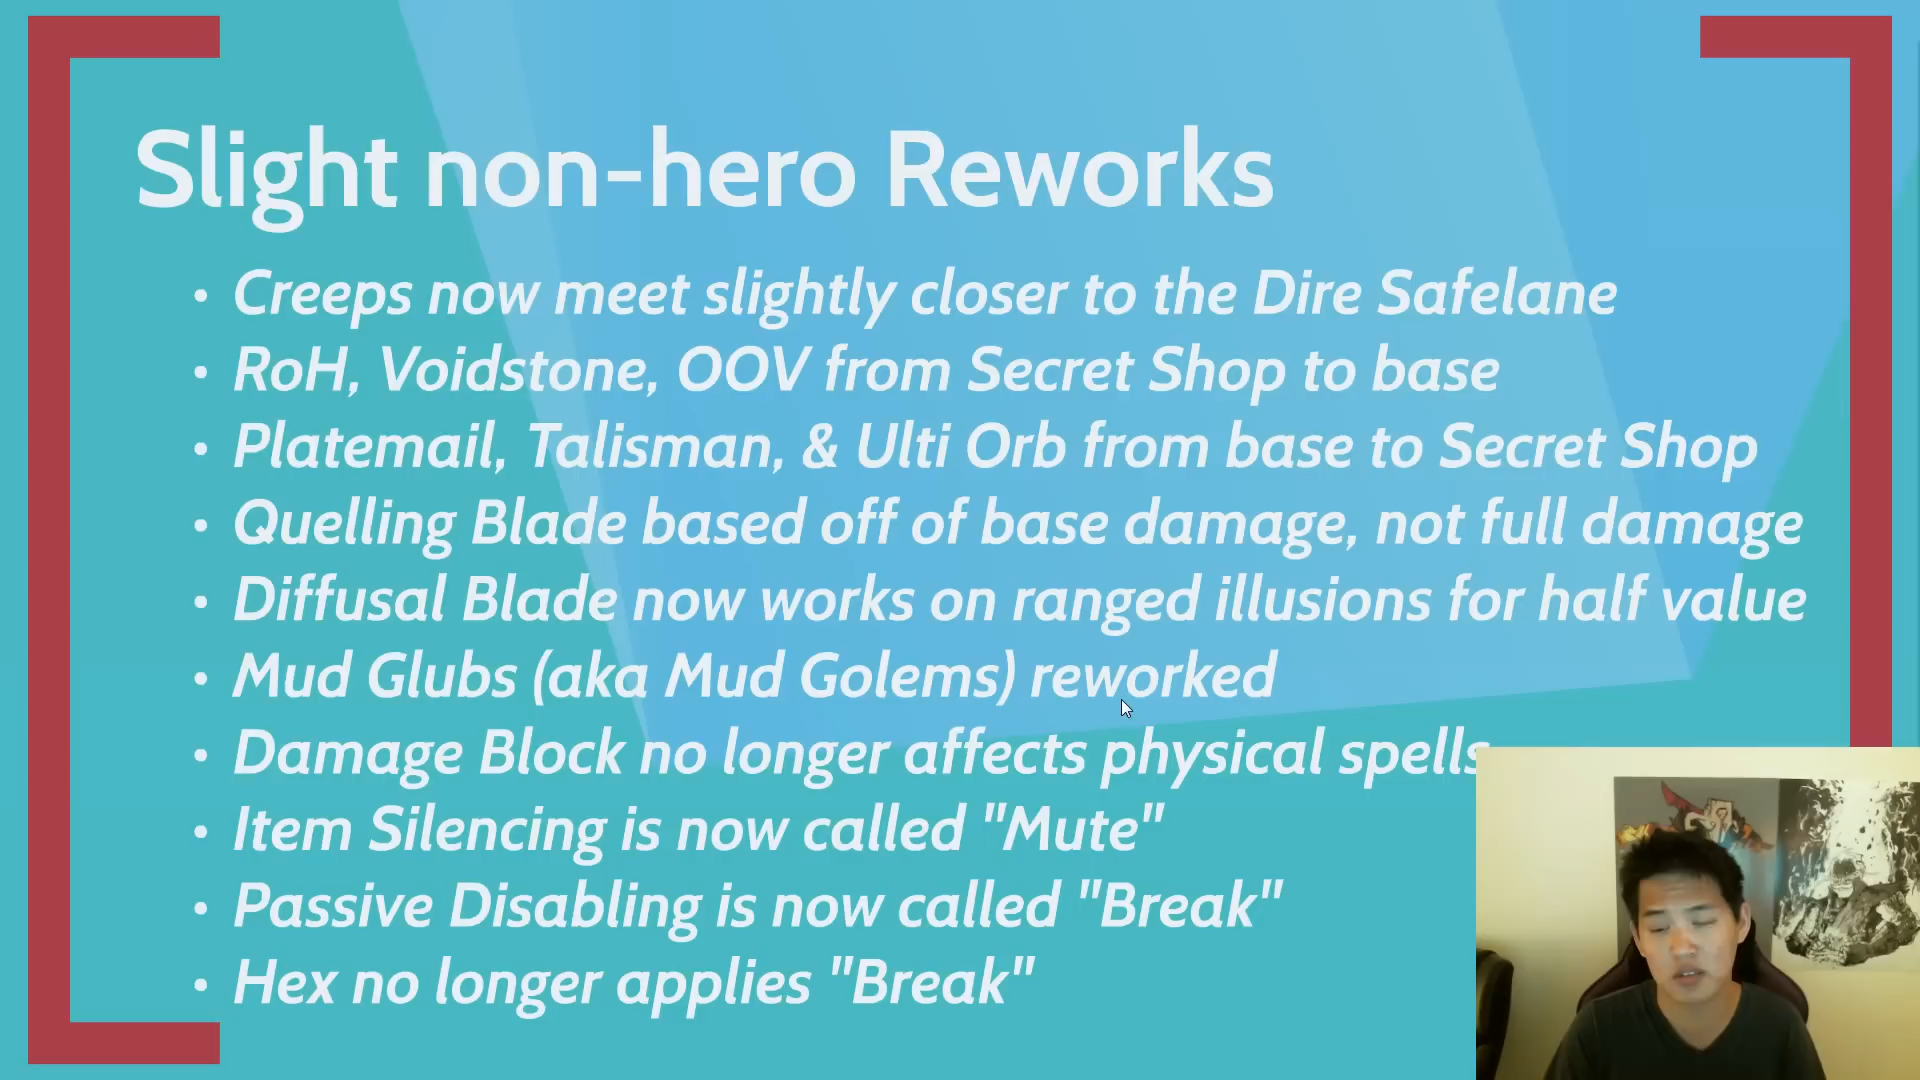 Slight non-hero Reworks
• Creeps now meet slightly closer to the Dire Safelane
• RoH, Voidstone, OOV from Secret Shop to base
• Platemail, Talisman, & Ulti Orb from base to Secret Shop
• Quelling Blade based off of base damage, not full damage
• Diffusal Blade now works on ranged illusions for half value
• Mud Glubs (aka Mud Golems) reworked
• Damage Block no longer affects physical spells
• Item Silencing is now called "Mute"
• Passive Disabling is now called "Break"
• Hex no longer applies "Break"